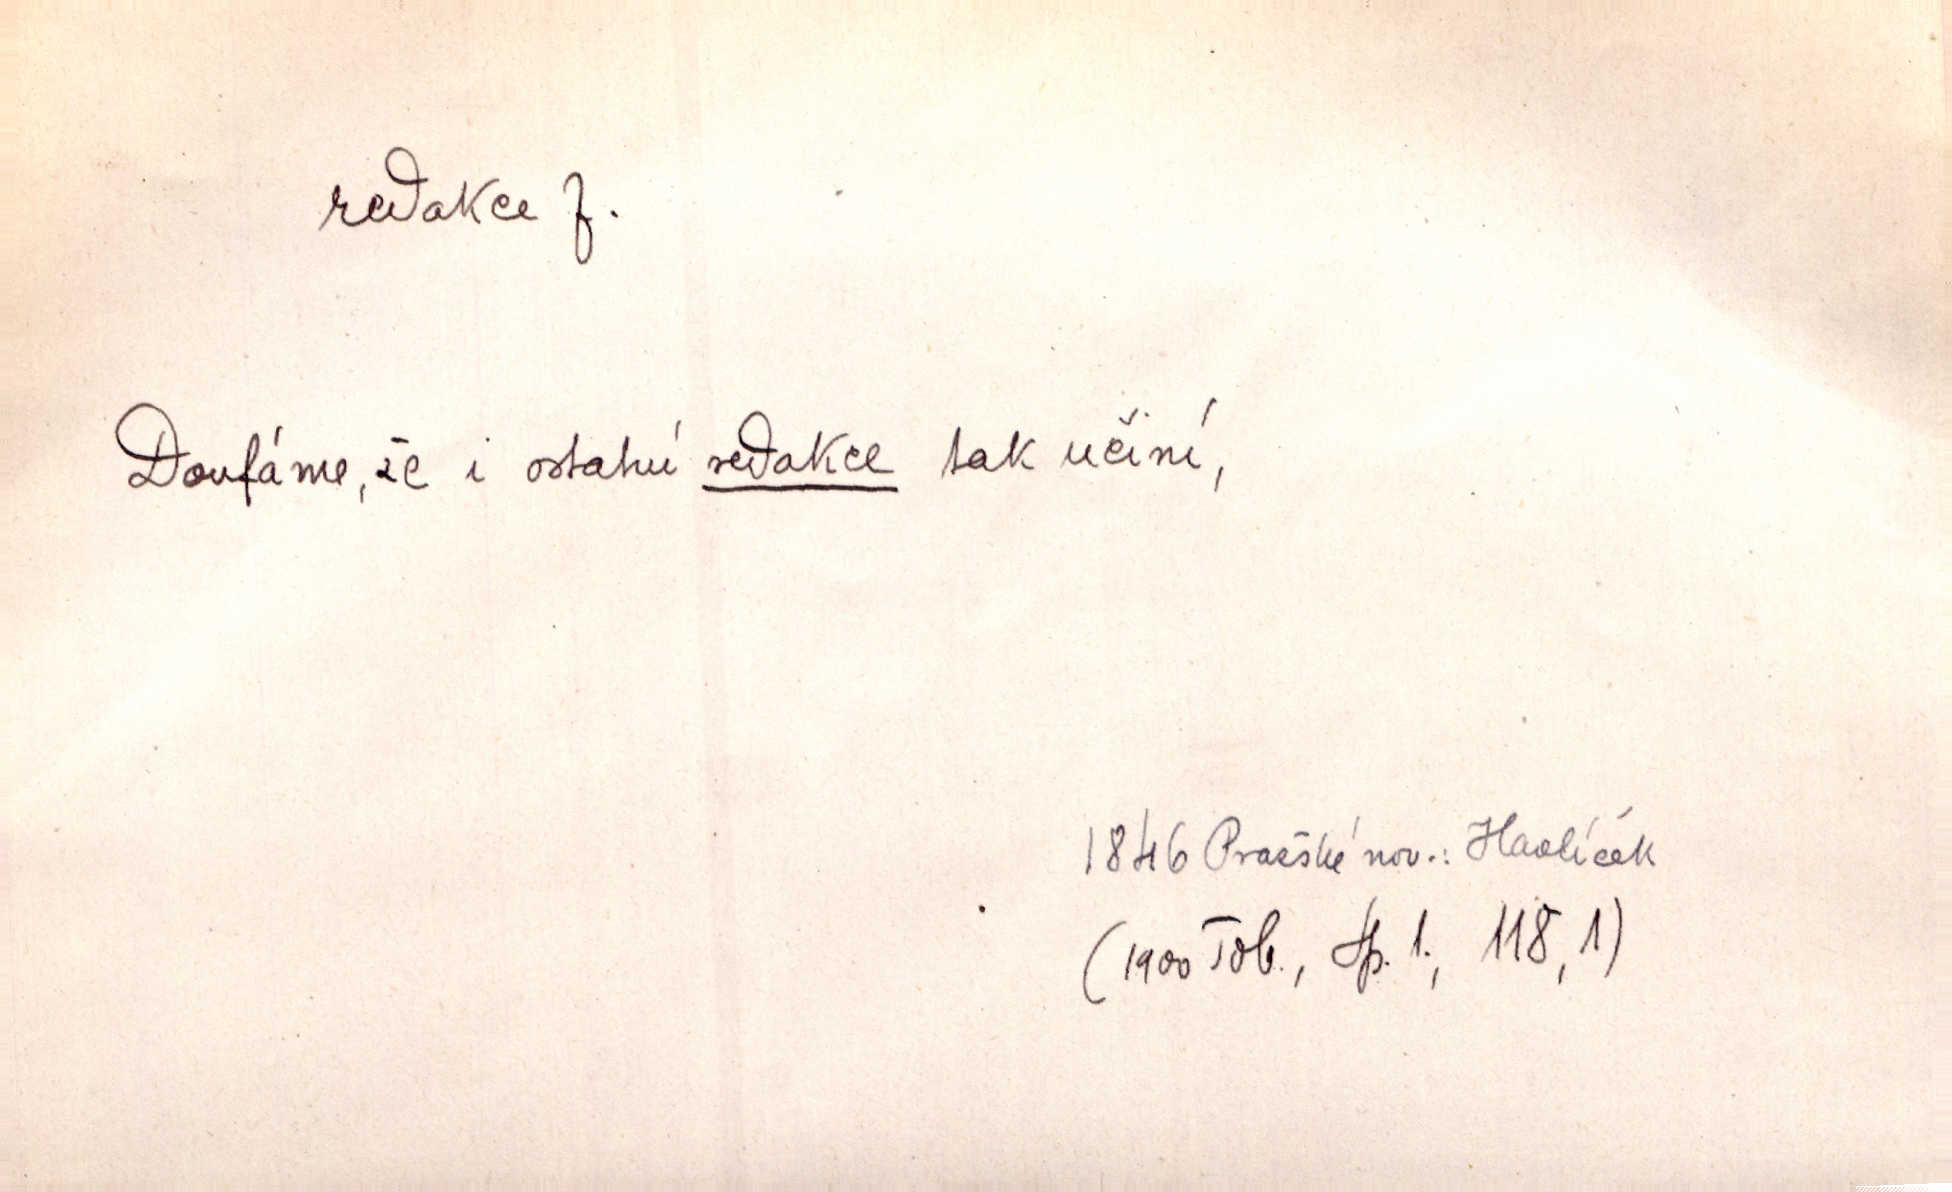 redakce f.
Doufáme, že i ostatní redakce tak učiní,
1846 Pražské nov.: Havlíček
(1900 Tob., Sp. 1., 118, 1)